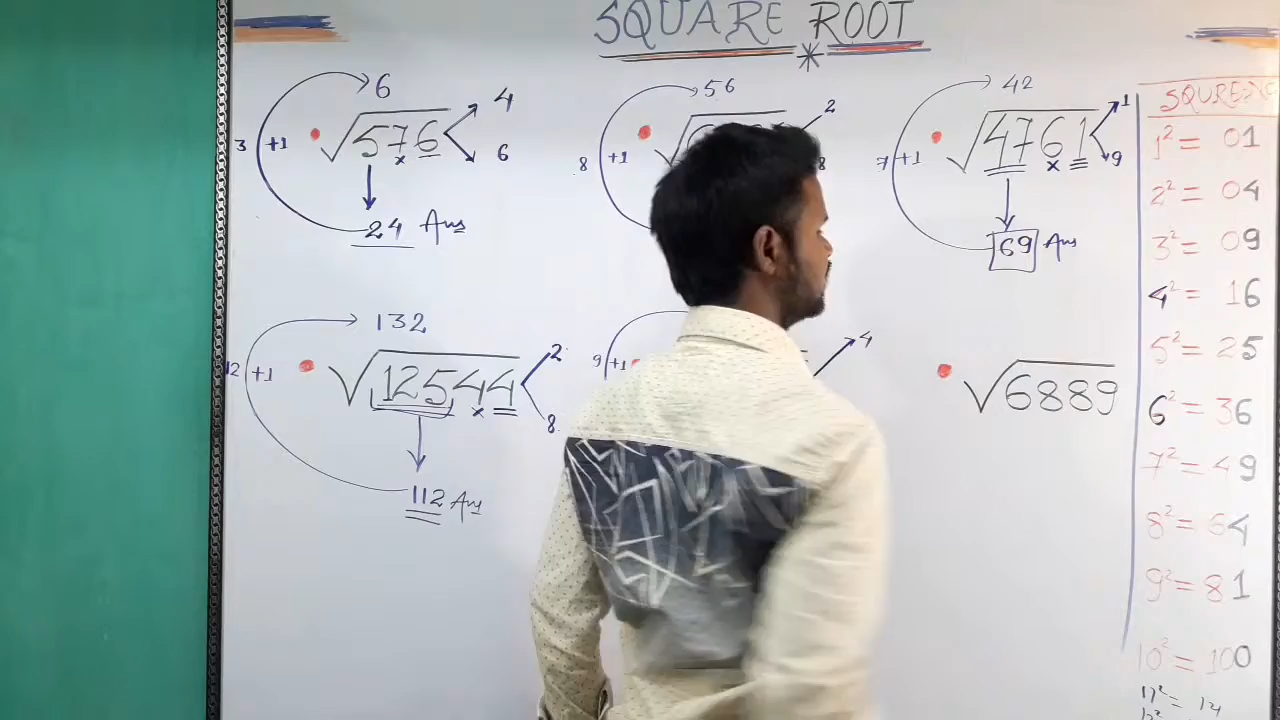 SQUARE ROOT
*
6
3 +1 √576 4
× 6
24 Ans
56
8 +1 2
8
42
7 +1 √4761 1
× 9
69 Ans
132
12 +1 √12544 2
× 8
112 Ans
9 +1 4
√6889
SQURE
1² = 01
2² = 04
3² = 09
4² = 16
5² = 25
6² = 36
7² = 49
8² = 64
9² = 81
10² = 100
11² =